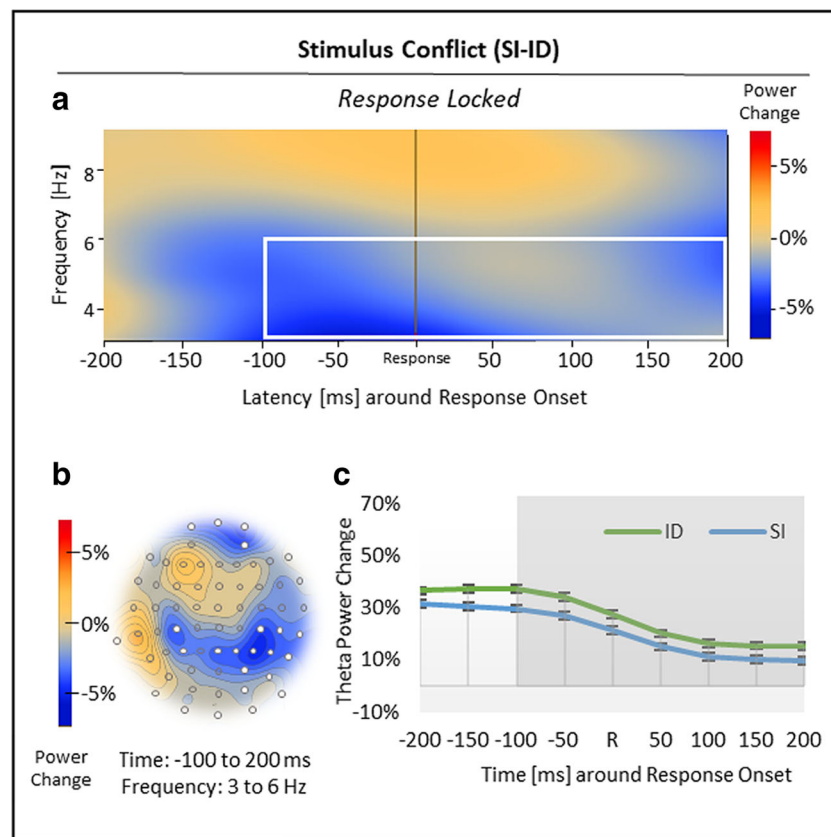 Stimulus Conflict (SI-ID)
a
Response Locked
Power
Change
Frequency [Hz]
8
6
4
5%
0%
-5%
-200 -150 -100 -50 Response 50 100 150 200
Latency [ms] around Response Onset
b
5%
0%
-5%
Power
Change
Time: -100 to 200 ms
Frequency: 3 to 6 Hz
c
Theta Power Change
70%
50%
30%
10%
-10%
ID SI
-200 -150 -100 -50 R 50 100 150 200
Time [ms] around Response Onset